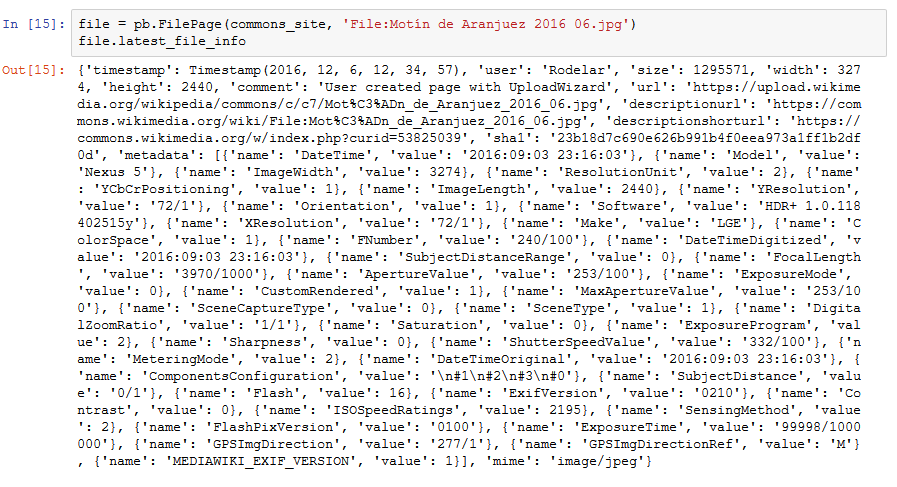 In [15]: file = pb.FilePage(commons_site, 'File:Motín de Aranjuez 2016 06.jpg')
file.latest_file_info
Out[15]: {'timestamp': Timestamp(2016, 12, 6, 12, 34, 57), 'user': 'Rodelar', 'size': 1295571, 'width': 327
4, 'height': 2440, 'comment': 'User created page with UploadWizard', 'url': 'https://upload.wikime
dia.org/wikipedia/commons/c/c7/Mot%C3%ADn_de_Aranjuez_2016_06.jpg', 'descriptionurl': 'https://com
mons.wikimedia.org/wiki/File:Mot%C3%ADn_de_Aranjuez_2016_06.jpg', 'descriptionshorturl': 'https://
commons.wikimedia.org/w/index.php?curid=53825039', 'sha1': '23b18d7c690e626b991b4f0eea973a1ff1b2df
0d', 'metadata': [{'name': 'DateTime', 'value': '2016:09:03 23:16:03'}, {'name': 'Model', 'value':
'Nexus 5'}, {'name': 'ImageWidth', 'value': 3274}, {'name': 'ResolutionUnit', 'value': 2}, {'name'
: 'YCbCrPositioning', 'value': 1}, {'name': 'ImageLength', 'value': 2440}, {'name': 'YResolution',
'value': '72/1'}, {'name': 'Orientation', 'value': 1}, {'name': 'Software', 'value': 'HDR+ 1.0.118
402515y'}, {'name': 'XResolution', 'value': '72/1'}, {'name': 'Make', 'value': 'LGE'}, {'name': 'C
olorSpace', 'value': 1}, {'name': 'FNumber', 'value': '240/100'}, {'name': 'DateTimeDigitized', 'v
alue': '2016:09:03 23:16:03'}, {'name': 'SubjectDistanceRange', 'value': 0}, {'name': 'FocalLength
', 'value': '3970/1000'}, {'name': 'ApertureValue', 'value': '253/100'}, {'name': 'ExposureMode',
'value': 0}, {'name': 'CustomRendered', 'value': 1}, {'name': 'MaxApertureValue', 'value': '253/10
0'}, {'name': 'SceneCaptureType', 'value': 0}, {'name': 'SceneType', 'value': 1}, {'name': 'Digita
lZoomRatio', 'value': '1/1'}, {'name': 'Saturation', 'value': 0}, {'name': 'ExposureProgram', 'val
ue': 2}, {'name': 'Sharpness', 'value': 0}, {'name': 'ShutterSpeedValue', 'value': '332/100'}, {'n
ame': 'MeteringMode', 'value': 2}, {'name': 'DateTimeOriginal', 'value': '2016:09:03 23:16:03'}, {
'name': 'ComponentsConfiguration', 'value': '\n#1\n#2\n#3\n#0'}, {'name': 'SubjectDistance', 'valu
e': '0/1'}, {'name': 'Flash', 'value': 16}, {'name': 'ExifVersion', 'value': '0210'}, {'name': 'Co
ntrast', 'value': 0}, {'name': 'ISOSpeedRatings', 'value': 2195}, {'name': 'SensingMethod', 'value
': 2}, {'name': 'FlashPixVersion', 'value': '0100'}, {'name': 'ExposureTime', 'value': '99998/1000
000'}, {'name': 'GPSImgDirection', 'value': '277/1'}, {'name': 'GPSImgDirectionRef', 'value': 'M'}
, {'name': 'MEDIAWIKI_EXIF_VERSION', 'value': 1}], 'mime': 'image/jpeg'}